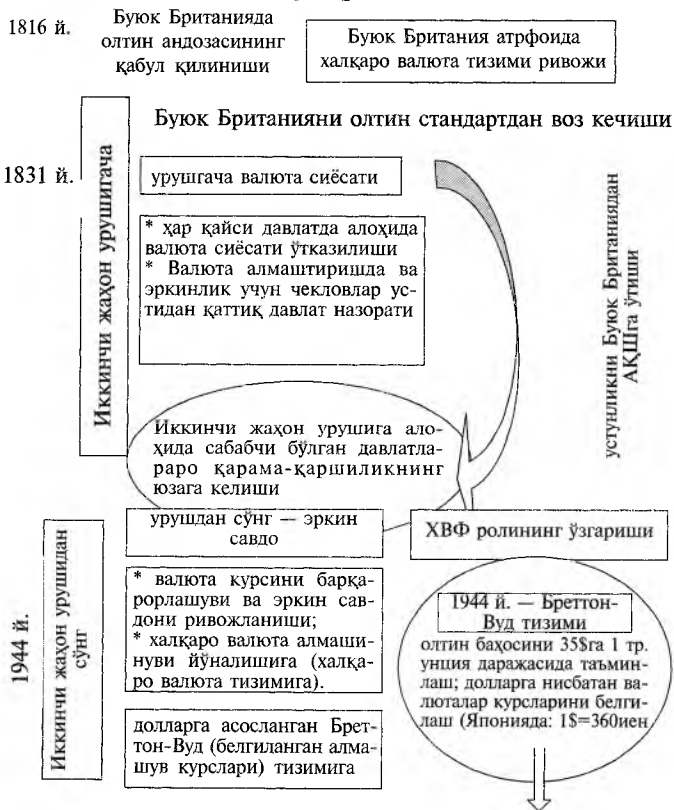 1816 й.
Буюк Британияда
олтин андозасининг
қабул қилиниши
Буюк Британия атрфоида
халқаро валюта тизими ривожи
Буюк Британияни олтин стандартдан воз кечиши
Иккинчи жаҳон урушигача
1831 й.
урушгача валюта сиёсати
* ҳар қайси давлатда алоҳида
валюта сиёсати ўтказилиши
* Валюта алмаштиришда ва
эркинлик учун чекловлар ус-
тидан қаттиқ давлат назорати
устунликни Буюк Британиядан
АҚШга ўтиши
Иккинчи жаҳон урушига ало-
ҳида сабабчи бўлган давлатла-
раро қарама-қаршиликнинг
юзага келиши
урушдан сўнг — эркин
савдо
ХВФ ролининг ўзгариши
1944 й.
Иккинчи жаҳон урушидан
сўнг
* валюта курсини барқа-
рорлашуви ва эркин сав-
дони ривожланиши;
* халқаро валюта алмаши-
нуви йўналишига (халқа-
ро валюта тизимига).
1944 й. — Бреттон-
Вуд тизими
олтин баҳосини 35$га 1 тр.
унция даражасида таъмин-
лаш; долларга нисбатан ва-
люталар курсларини белги-
лаш (Японияда: 1$=360иен
долларга асосланган Брет-
тон-Вуд (белгиланган алма-
шув курслари) тизимига